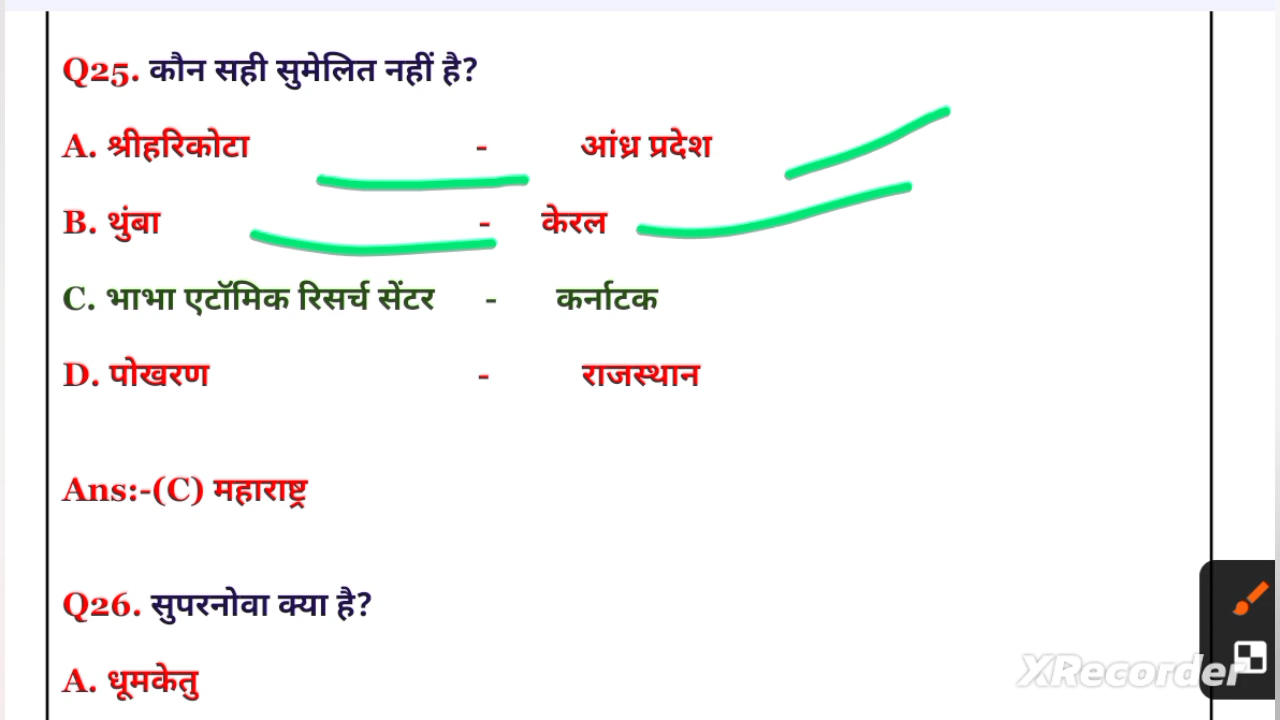 Q25. कौन सही सुमेलित नहीं है?
A. श्रीहरिकोटा - आंध्र प्रदेश
B. थुंबा - केरल
C. भाभा एटॉमिक रिसर्च सेंटर - कर्नाटक
D. पोखरण - राजस्थान
Ans:-(C) महाराष्ट्र
Q26. सुपरनोवा क्या है?
A. धूमकेतु
XRecorder